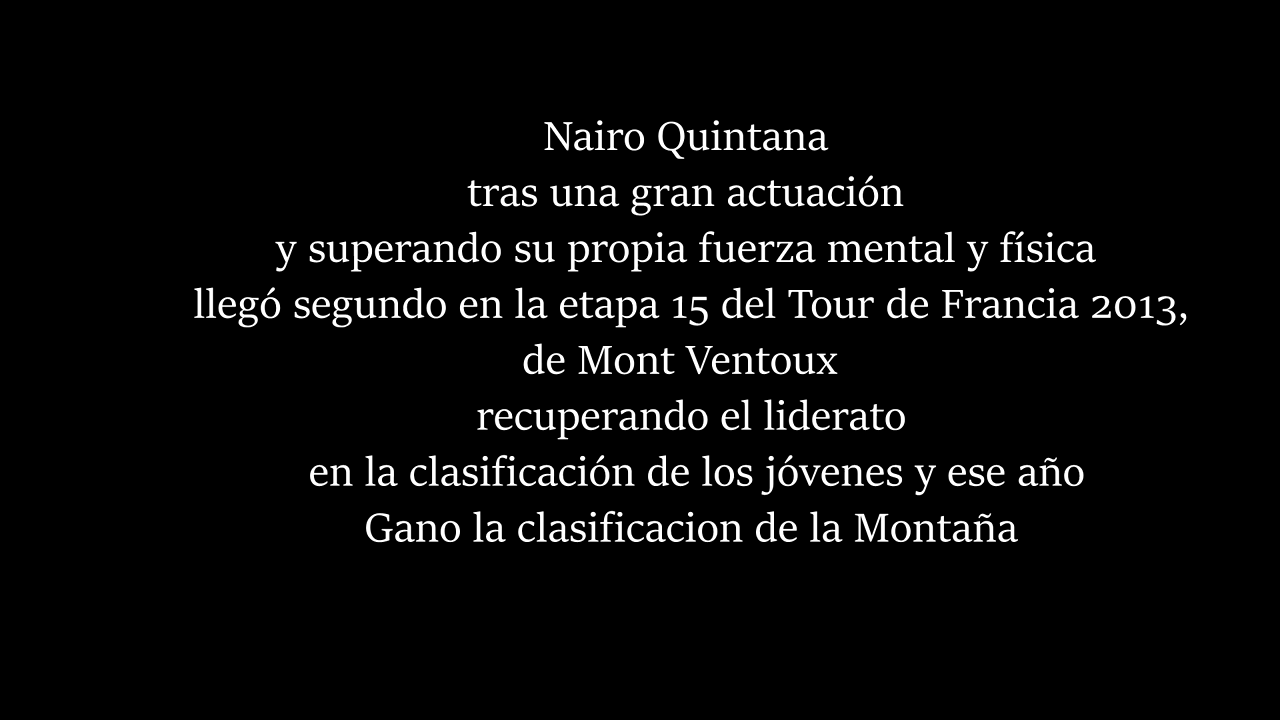 Nairo Quintana
tras una gran actuación
y superando su propia fuerza mental y física
llegó segundo en la etapa 15 del Tour de Francia 2013,
de Mont Ventoux
recuperando el liderato
en la clasificación de los jóvenes y ese año
Gano la clasificacion de la Montaña